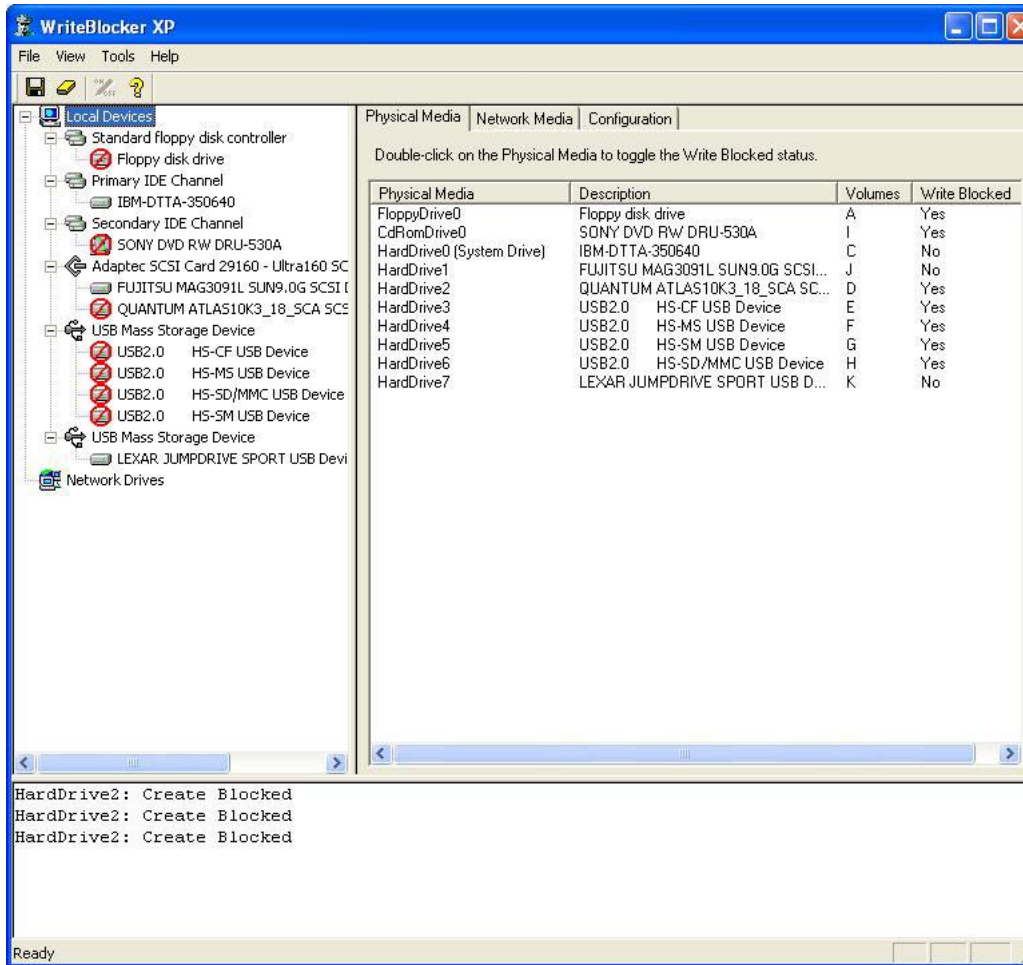 WriteBlocker XP
File View Tools Help
Local Devices
Standard floppy disk controller
Floppy disk drive
Primary IDE Channel
IBM-DTTA-350640
Secondary IDE Channel
SONY DVD RW DRU-530A
Adaptec SCSI Card 29160 - Ultra160 SC
FUJITSU MAG3091L SUN9.0G SCSI
QUANTUM ATLAS10K3_18_SCA SCS
USB Mass Storage Device
USB2.0 HS-CF USB Device
USB2.0 HS-MS USB Device
USB2.0 HS-SD/MMC USB Device
USB2.0 HS-SM USB Device
USB Mass Storage Device
LEXAR JUMPDRIVE SPORT USB Devi
Network Drives
Physical Media Network Media Configuration
Double-click on the Physical Media to toggle the Write Blocked status.
Physical Media Description Volumes Write Blocked
FloppyDrive0 Floppy disk drive A Yes
CdRomDrive0 SONY DVD RW DRU-530A I Yes
HardDrive0 (System Drive) IBM-DTTA-350640 C No
HardDrive1 FUJITSU MAG3091L SUN9.0G SCSI... J No
HardDrive2 QUANTUM ATLAS10K3_18_SCA SC... D Yes
HardDrive3 USB2.0 HS-CF USB Device E Yes
HardDrive4 USB2.0 HS-MS USB Device F Yes
HardDrive5 USB2.0 HS-SM USB Device G Yes
HardDrive6 USB2.0 HS-SD/MMC USB Device H Yes
HardDrive7 LEXAR JUMPDRIVE SPORT USB D... K No
HardDrive2: Create Blocked
HardDrive2: Create Blocked
HardDrive2: Create Blocked
Ready